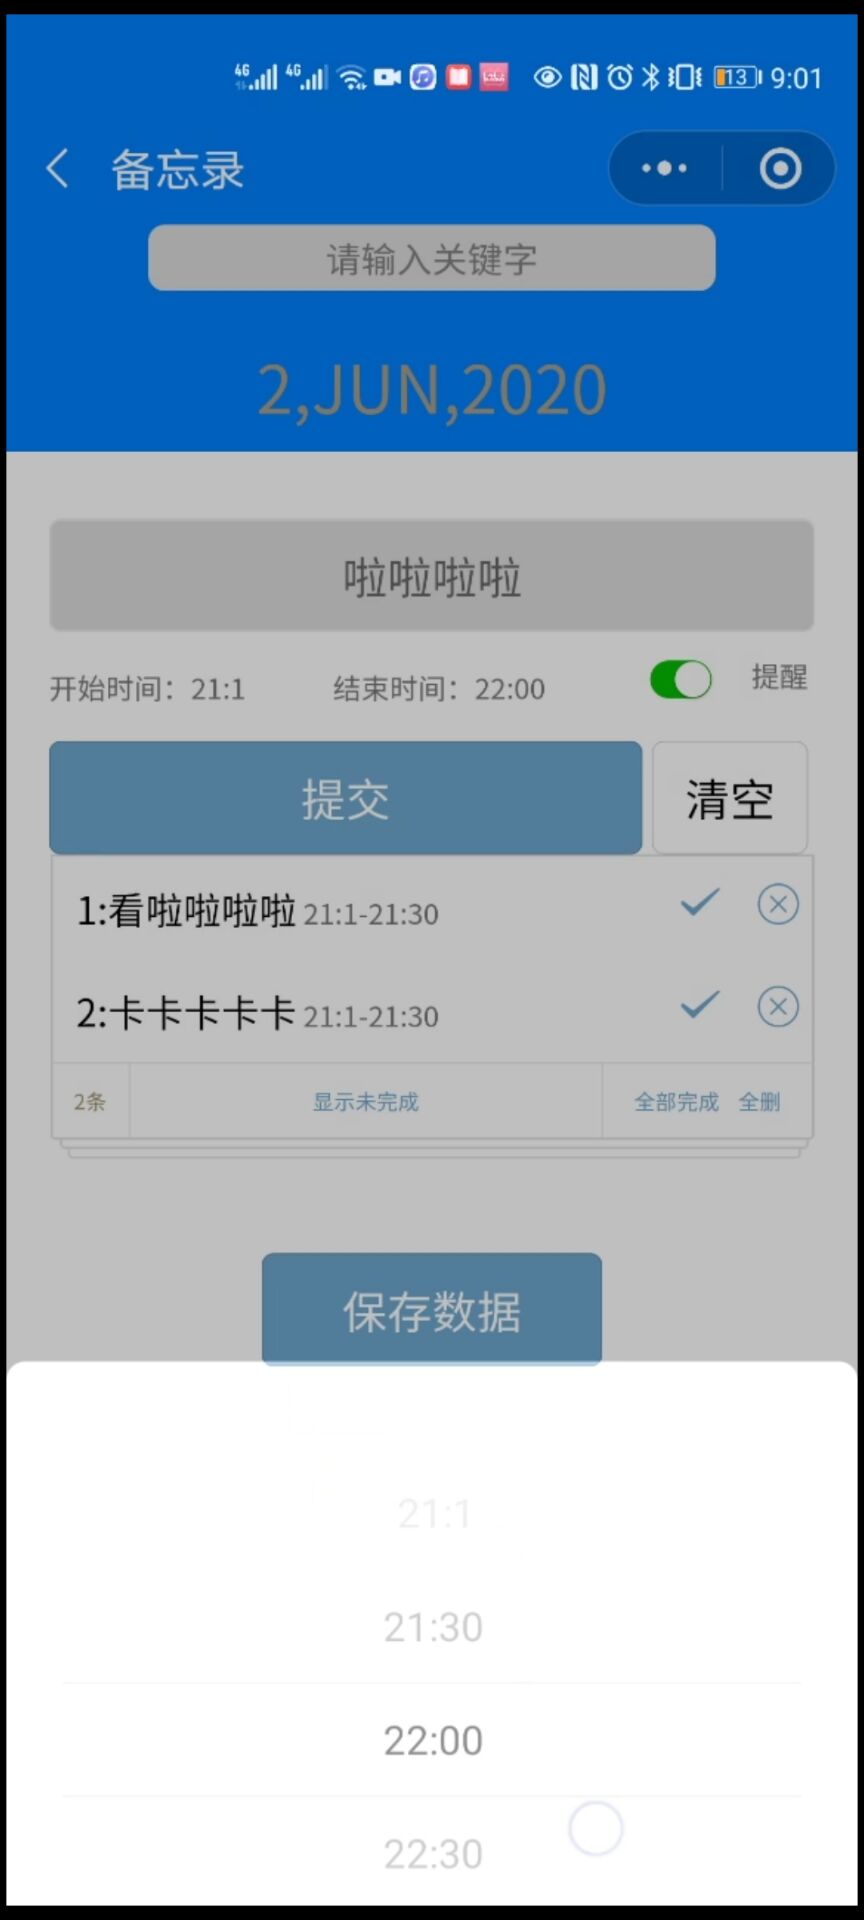 4G 4G 13 9:01
备忘录
请输入关键字
2,JUN,2020
啦啦啦啦
开始时间：21:1 结束时间：22:00 提醒
提交 清空
1:看啦啦啦啦 21:1-21:30
2:卡卡卡卡卡 21:1-21:30
2条 显示未完成 全部完成 全删
保存数据
21:1
21:30
22:00
22:30